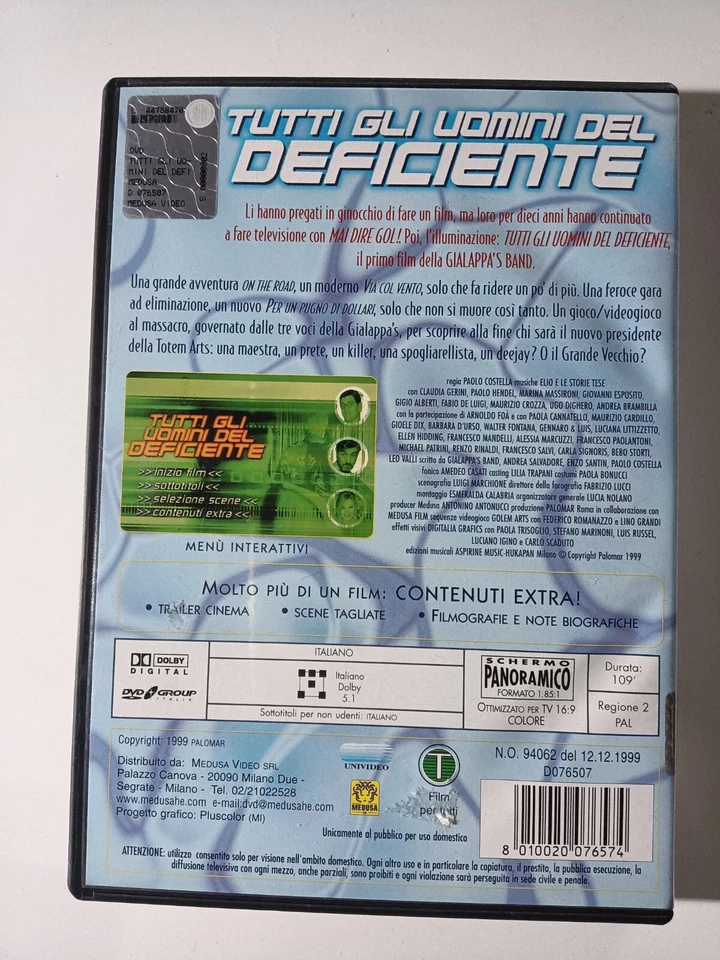 44788470
DVD
TUTTI GLI UO-
MINI DEL DEFI
MEDUSA
D 076507
MEDUSA VIDEO
TUTTI GLI UOMINI DEL
DEFICIENTE
Li hanno pregati in ginocchio di fare un film, ma loro per dieci anni hanno continuato
a fare televisione con MAI DIRE GOL!. Poi, l'illuminazione: TUTTI GLI UOMINI DEL DEFICIENTE,
il primo film della GIALAPPA'S BAND.
Una grande avventura ON THE ROAD, un moderno VIA COL VENTO, solo che fa ridere un po' di più. Una feroce gara
ad eliminazione, un nuovo PER UN PUGNO DI DOLLARI, solo che non si muore così tanto. Un gioco/videogioco
al massacro, governato dalle tre voci della Gialappa's, per scoprire alla fine chi sarà il nuovo presidente
della Totem Arts: una maestra, un prete, un killer, una spogliarellista, un deejay? O il Grande Vecchio?
TUTTI GLI
UOMINI DEL
DEFICIENTE
>> inizio film <<
>> sottotitoli <<
>> selezione scene <<
>> contenuti extra <<
MENÙ INTERATTIVI
regia PAOLO COSTELLA musiche ELIO E LE STORIE TESE
con CLAUDIA GERINI, PAOLO HENDEL, MARINA MASSIRONI, GIOVANNI ESPOSITO,
GIGIO ALBERTI, FABIO DE LUIGI, MAURIZIO CROZZA, UGO DIGHERO, ANDREA BRAMBILLA
con la partecipazione di ARNOLDO FOÀ e con PAOLA CANNATELLO, MAURIZIO CARDILLO,
GIOELE DIX, BARBARA D'URSO, WALTER FONTANA, GENNARO & LUIS, LUCIANA LITTIZZETTO,
ELLEN HIDDING, FRANCESCO MANDELLI, ALESSIA MARCUZZI, FRANCESCO PAOLANTONI,
MICHAEL PATRINI, RENZO RINALDI, FRANCESCO SALVI, CARLA SIGNORIS, BEBO STORTI,
LEO VALLI scritto da GIALAPPA'S BAND, ANDREA SALVADORE, ENZO SANTIN, PAOLO COSTELLA
fonico AMEDEO CASATI casting LILIA TRAPANI costumi PAOLA BONUCCI
scenografia LUIGI MARCHIONE direttore della fotografia FABRIZIO LUCCI
montaggio ESMERALDA CALABRIA organizzatore generale LUCIA NOLANO
producer Medusa ANTONINO ANTONUCCI produzione PALOMAR Roma in collaborazione con
MEDUSA FILM sequenze videogioco GOLEM ARTS con FEDERICO ROMANAZZO e LINO GRANDI
effetti visivi DIGITALIA GRAFICS con PAOLA TRISOGLIO, STEFANO MARINONI, LUIS RUSSEL,
LUCIANO IGINO e CARLO SCADUTO
edizioni musicali ASPIRINE MUSIC-HUKAPAN Milano © Copyright Palomar 1999
MOLTO PIÙ DI UN FILM: CONTENUTI EXTRA!
• TRAILER CINEMA • SCENE TAGLIATE • FILMOGRAFIE E NOTE BIOGRAFICHE
DOLBY
DIGITAL
DVD GROUP
ITALIA
ITALIANO
Italiano
Dolby
5.1
Sottotitoli per non udenti: ITALIANO
SCHERMO
PANORAMICO
FORMATO 1.85:1
OTTIMIZZATO PER TV 16:9
COLORE
Durata:
109'
Regione 2
PAL
Copyright: 1999 PALOMAR
Distribuito da: MEDUSA VIDEO SRL
Palazzo Canova - 20090 Milano Due -
Segrate - Milano - Tel. 02/21022528
www.medusahe.com e-mail:dvd@medusahe.com
Progetto grafico: Pluscolor (MI)
UNIVIDEO
MEDUSA
T
Film
per tutti
N.O. 94062 del 12.12.1999
D076507
8 010020 076574
Unicamente al pubblico per uso domestico
ATTENZIONE: utilizzo consentito solo per visione nell'ambito domestico. Ogni altro uso e in particolare la copiatura, il prestito, la pubblica esecuzione, la
diffusione televisiva con ogni mezzo, anche parziali, sono proibiti e ogni violazione sarà perseguita in sede civile e penale.